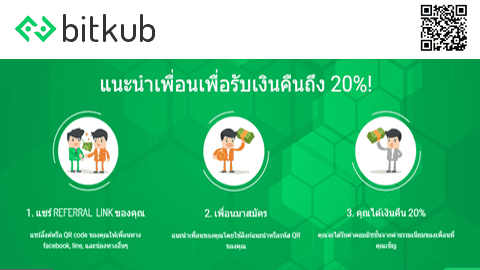 bitkub
แนะนำเพื่อนเพื่อรับเงินคืนถึง 20%!
1. แชร์ REFERRAL LINK ของคุณ
แชร์ลิ้งค์หรือ QR code ของคุณให้เพื่อนทาง
facebook, line, และช่องทางอื่นๆ
2. เพื่อนมาสมัคร
แนะนำเพื่อนของคุณโดยใช้ลิงค์แนะนำหรือรหัส QR
ของคุณ
3. คุณได้เงินคืน 20%
คุณจะได้รับค่าคอมมิชชั่นจากค่าธรรมเนียมของเพื่อนที่
คุณเชิญ